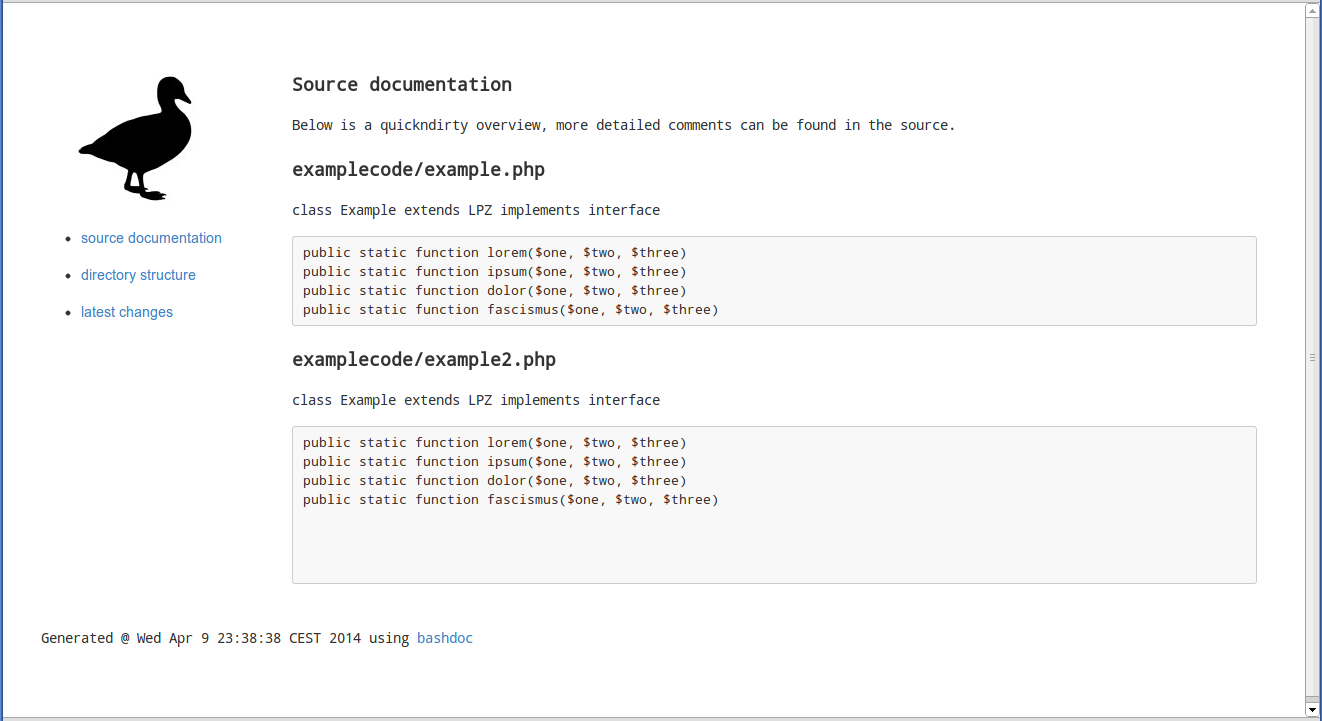 Source documentation
Below is a quickndirty overview, more detailed comments can be found in the source.
examplecode/example.php
class Example extends LPZ implements interface
public static function lorem($one, $two, $three)
public static function ipsum($one, $two, $three)
public static function dolor($one, $two, $three)
public static function fascismus($one, $two, $three)
examplecode/example2.php
class Example extends LPZ implements interface
public static function lorem($one, $two, $three)
public static function ipsum($one, $two, $three)
public static function dolor($one, $two, $three)
public static function fascismus($one, $two, $three)
source documentation
directory structure
latest changes
Generated @ Wed Apr 9 23:38:38 CEST 2014 using bashdoc